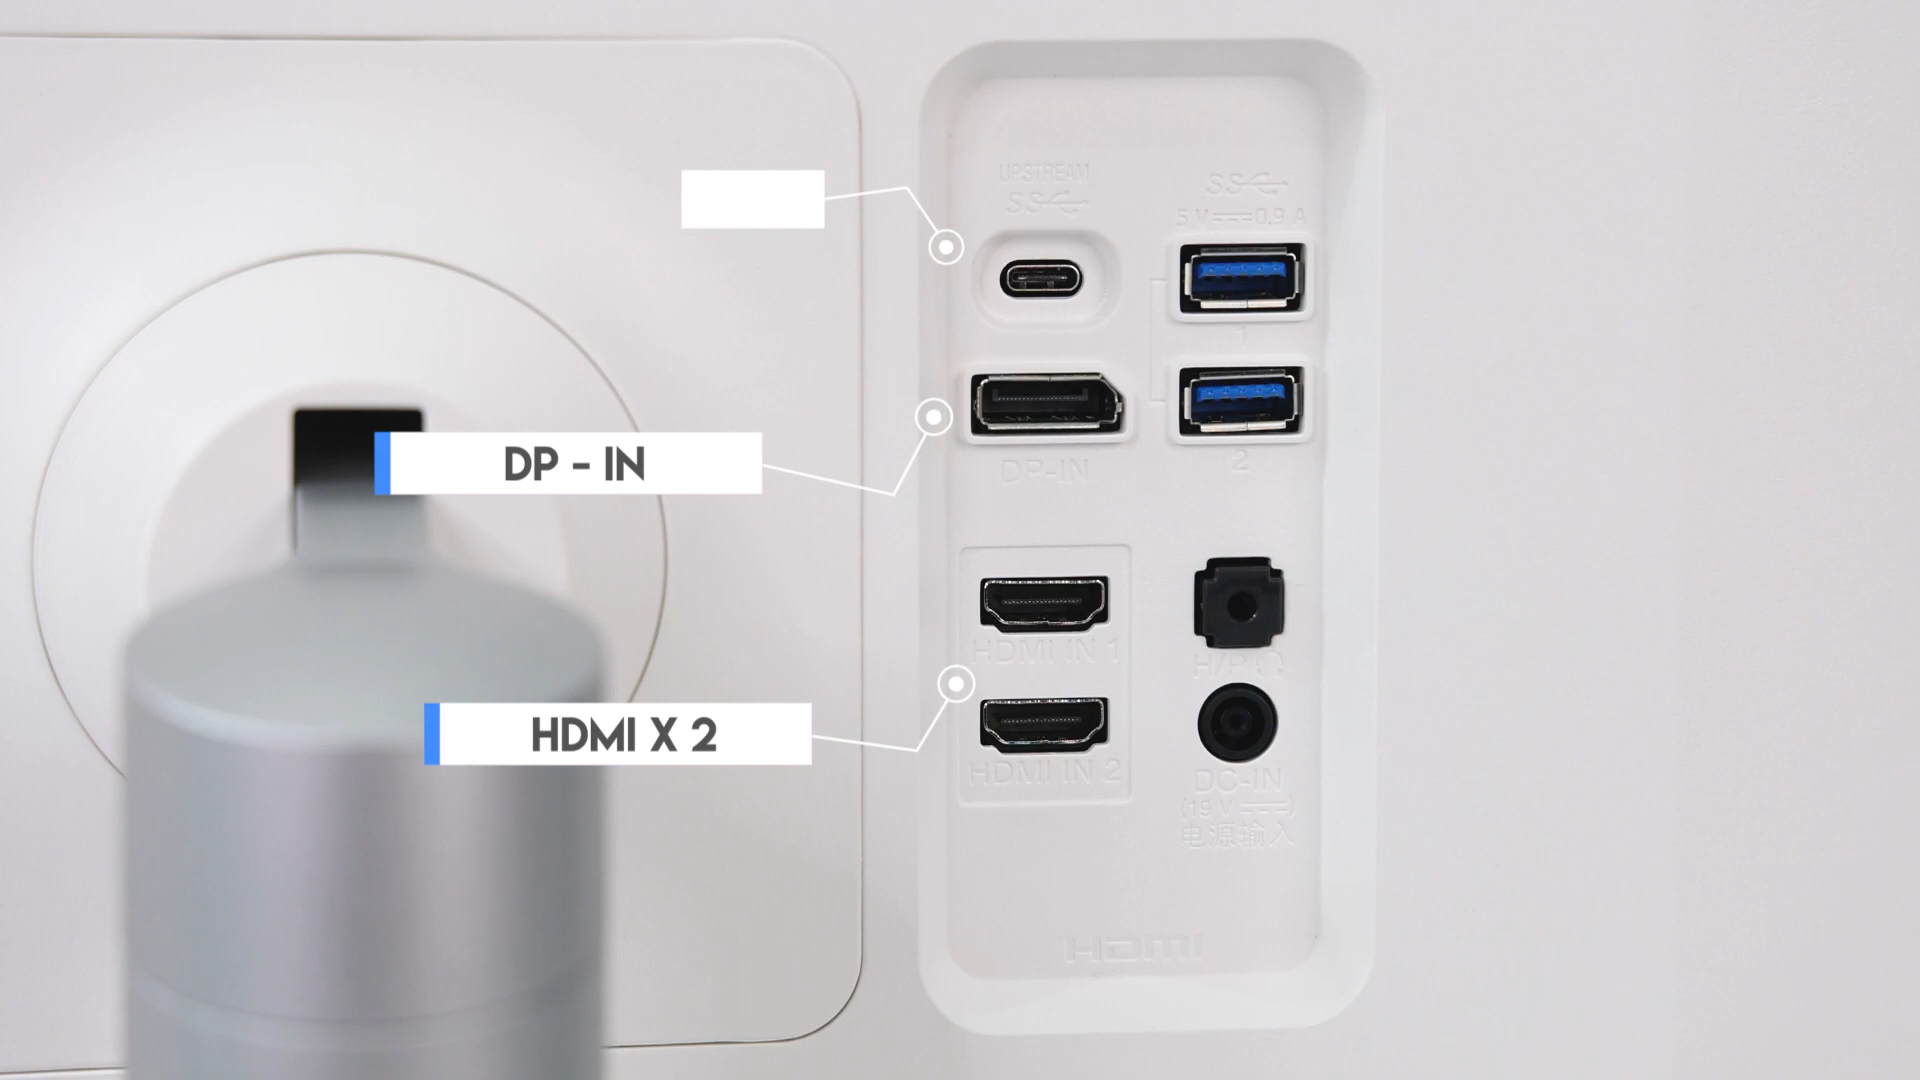 UPSTREAM
SS
SS
5 V 0.9 A
1
DP - IN
DP-IN
2
HDMI IN 1
H/P
HDMI X 2
HDMI IN 2
DC-IN
(19 V )
电源输入
HDMI